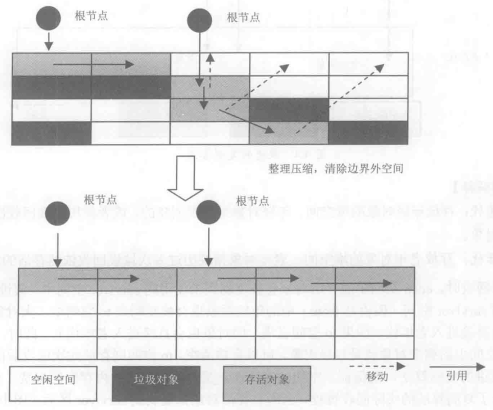 根节点
根节点
整理压缩，清除边界外空间
根节点
根节点
空闲空间
垃圾对象
存活对象
移动
引用